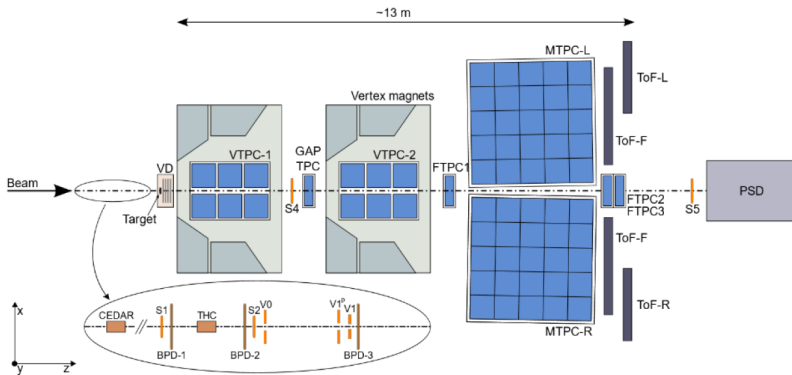 ~13 m
MTPC-L
ToF-L
Vertex magnets
ToF-F
VD
VTPC-1
GAP
TPC
VTPC-2
FTPC1
Beam
Target
S4
FTPC2
FTPC3
S5
PSD
ToF-F
ToF-R
MTPC-R
x
y
z
CEDAR
S1
THC
S2
V0
V1ᵖ
V1
BPD-1
BPD-2
BPD-3